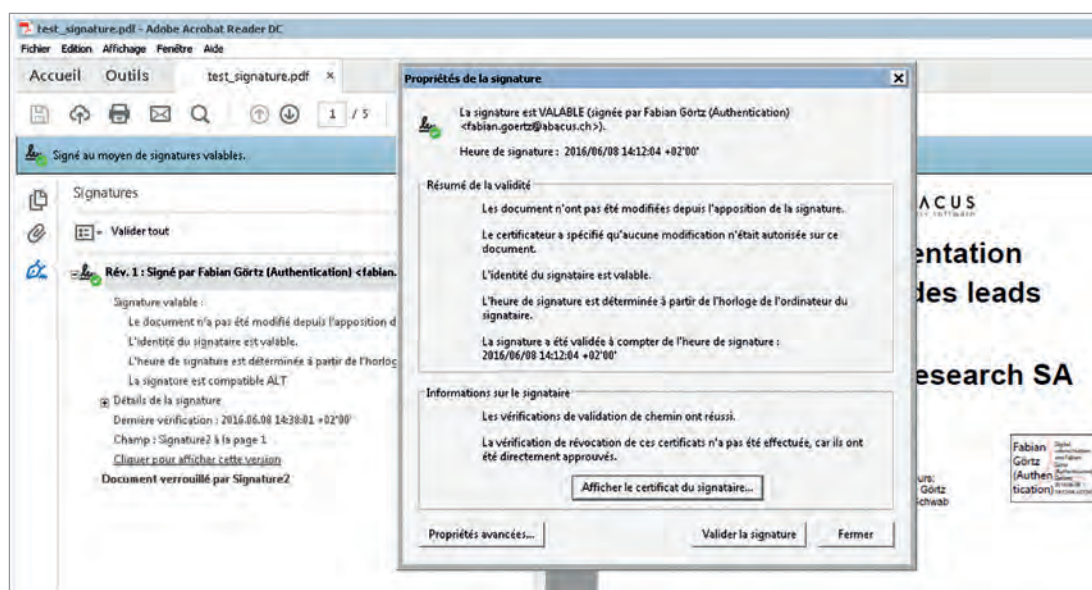 test_signature.pdf - Adobe Acrobat Reader DC
Fichier Edition Affichage Fenêtre Aide
Accueil Outils test_signature.pdf ×
1 / 5
Signé au moyen de signatures valables.
Signatures
Valider tout
Rév. 1 : Signé par Fabian Görtz (Authentication) <fabian.
Signature valable :
Le document n'a pas été modifié depuis l'apposition d
L'identité du signataire est valable.
L'heure de signature est déterminée à partir de l'horlog
La signature est compatible ALT
Détails de la signature
Dernière vérification : 2016.06.08 14:38:01 +02'00'
Champ : Signature2 à la page 1
Cliquer pour afficher cette version
Document verrouillé par Signature2
Propriétés de la signature
La signature est VALABLE (signée par Fabian Görtz (Authentication)
<fabian.goertz@abacus.ch>).
Heure de signature : 2016/06/08 14:12:04 +02'00'
Résumé de la validité
Les document n'ont pas été modifiées depuis l'apposition de la signature.
Le certificateur a spécifié qu'aucune modification n'était autorisée sur ce
document.
L'identité du signataire est valable.
L'heure de signature est déterminée à partir de l'horloge de l'ordinateur du
signataire.
La signature a été validée à compter de l'heure de signature :
2016/06/08 14:12:04 +02'00'
Informations sur le signataire
Les vérifications de validation de chemin ont réussi.
La vérification de révocation de ces certificats n'a pas été effectuée, car ils ont
été directement approuvés.
Afficher le certificat du signataire...
Propriétés avancées... Valider la signature Fermer
ACUS
software
entation
des leads
esearch SA
urs:
Görtz
Schwab
Fabian
Görtz
(Authen
tication)